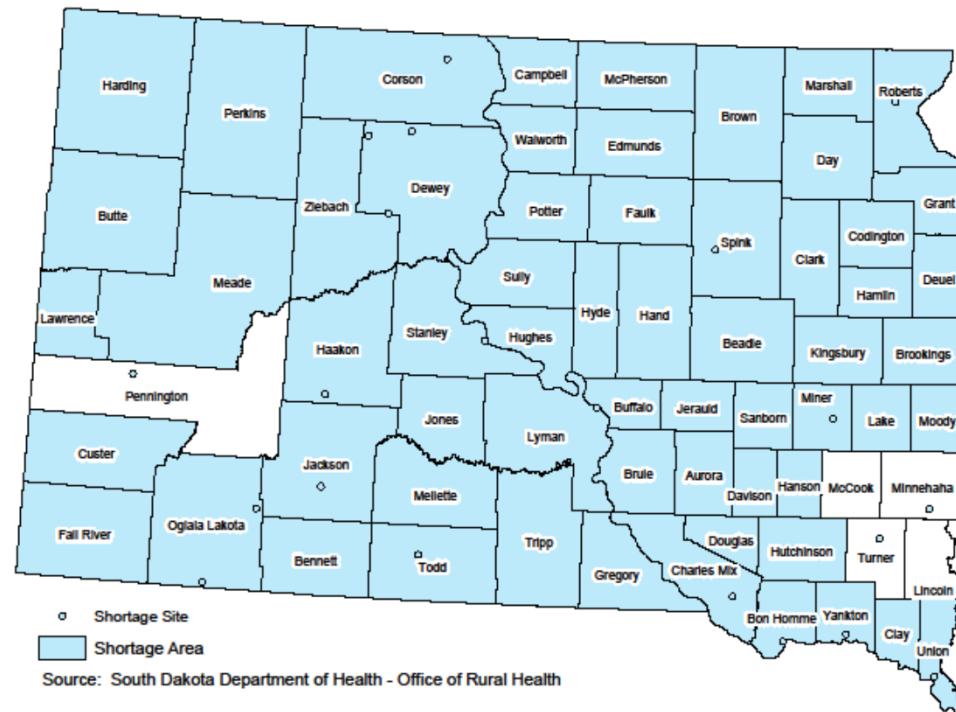 Harding
Perkins
Corson
Campbell
McPherson
Brown
Marshall
Roberts
Walworth
Edmunds
Day
Dewey
Ziebach
Butte
Potter
Faulk
Spink
Grant
Codington
Clark
Meade
Sully
Hyde
Hand
Deuel
Hamlin
Lawrence
Stanley
Hughes
Haakon
Beadle
Kingsbury
Brookings
Pennington
Jones
Lyman
Buffalo
Jerauld
Sanborn
Miner
Lake
Moody
Custer
Jackson
Mellette
Brule
Aurora
Davison
Hanson
McCook
Minnehaha
Fall River
Oglala Lakota
Bennett
Todd
Tripp
Gregory
Douglas
Charles Mix
Hutchinson
Turner
Lincoln
Bon Homme
Yankton
Clay
Union
Shortage Site
Shortage Area
Source: South Dakota Department of Health - Office of Rural Health